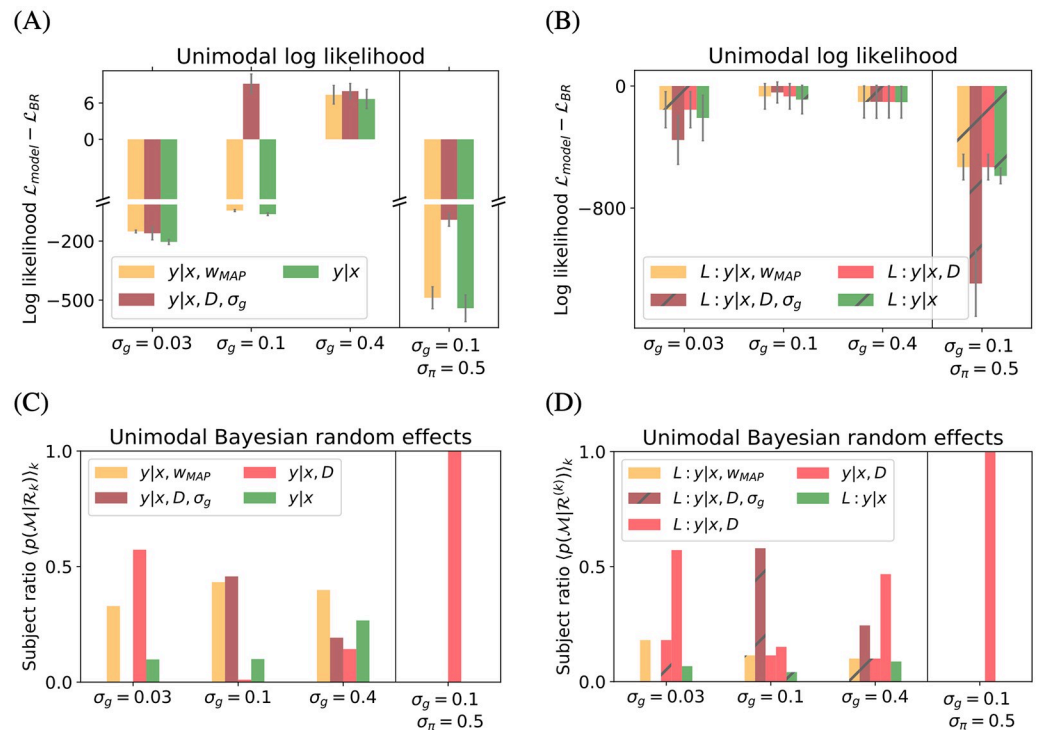 (A)
Unimodal log likelihood
Log likelihood ℒ_model − ℒ_BR
6
0
−200
−500
y|x, w_MAP
y|x, D, σ_g
y|x
σ_g = 0.03
σ_g = 0.1
σ_g = 0.4
σ_g = 0.1
σ_π = 0.5
(B)
Unimodal log likelihood
Log likelihood ℒ_model − ℒ_BR
0
−800
L : y|x, w_MAP
L : y|x, D, σ_g
L : y|x, D
L : y|x
σ_g = 0.03
σ_g = 0.1
σ_g = 0.4
σ_g = 0.1
σ_π = 0.5
(C)
Unimodal Bayesian random effects
Subject ratio ⟨p(ℳ|ℛ_k)⟩_k
1.0
0.5
0.0
y|x, w_MAP
y|x, D, σ_g
y|x, D
y|x
σ_g = 0.03
σ_g = 0.1
σ_g = 0.4
σ_g = 0.1
σ_π = 0.5
(D)
Unimodal Bayesian random effects
Subject ratio ⟨p(ℳ|ℛ^(k))⟩_k
1.0
0.5
0.0
L : y|x, w_MAP
L : y|x, D, σ_g
L : y|x, D
y|x, D
L : y|x
σ_g = 0.03
σ_g = 0.1
σ_g = 0.4
σ_g = 0.1
σ_π = 0.5